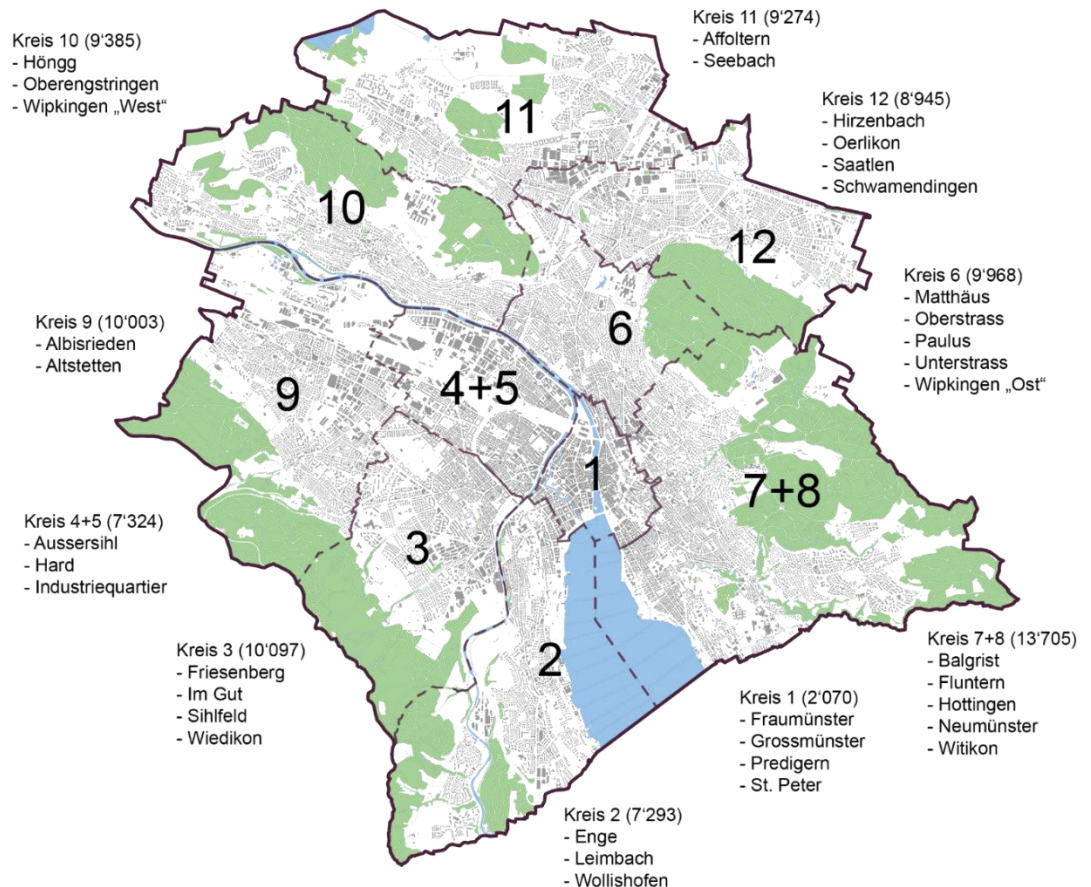 Kreis 10 (9‘385)
- Höngg
- Oberengstringen
- Wipkingen „West“
Kreis 11 (9‘274)
- Affoltern
- Seebach
Kreis 12 (8‘945)
- Hirzenbach
- Oerlikon
- Saatlen
- Schwamendingen
11
10
12
Kreis 6 (9‘968)
- Matthäus
- Oberstrass
- Paulus
- Unterstrass
- Wipkingen „Ost“
Kreis 9 (10‘003)
- Albisrieden
- Altstetten
6
9
4+5
1
7+8
Kreis 4+5 (7‘324)
- Aussersihl
- Hard
- Industriequartier
3
2
Kreis 3 (10‘097)
- Friesenberg
- Im Gut
- Sihlfeld
- Wiedikon
Kreis 7+8 (13‘705)
- Balgrist
- Fluntern
- Hottingen
- Neumünster
- Witikon
Kreis 1 (2‘070)
- Fraumünster
- Grossmünster
- Predigern
- St. Peter
Kreis 2 (7‘293)
- Enge
- Leimbach
- Wollishofen